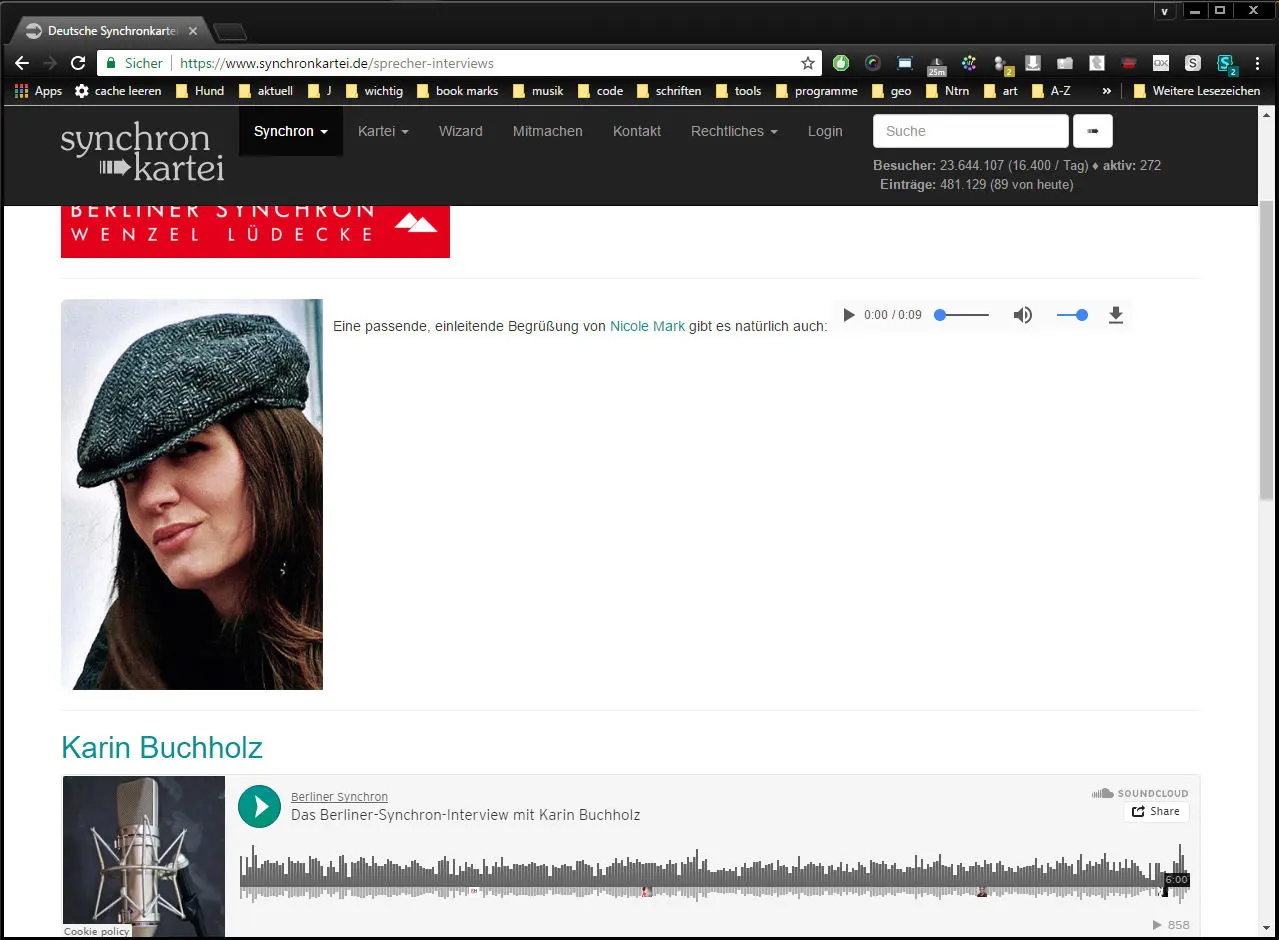 v
Deutsche Synchronkarte
Sicher https://www.synchronkartei.de/sprecher-interviews
25m 2 S 2
Apps cache leeren Hund aktuell J wichtig book marks musik code schriften tools programme geo Ntrn art A-Z » Weitere Lesezeichen
synchron
kartei
Synchron Kartei Wizard Mitmachen Kontakt Rechtliches Login Suche
Besucher: 23.644.107 (16.400 / Tag) ♦ aktiv: 272
Einträge: 481.129 (89 von heute)
BERLINER SYNCHRON
WENZEL LÜDECKE
Eine passende, einleitende Begrüßung von Nicole Mark gibt es natürlich auch: 0:00 / 0:09
Karin Buchholz
Berliner Synchron
Das Berliner-Synchron-Interview mit Karin Buchholz
SOUNDCLOUD
Share
6:00
858
Cookie policy